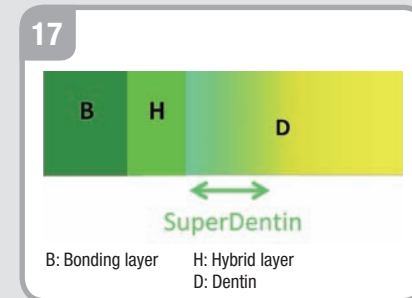 17
B H D
SuperDentin
B: Bonding layer H: Hybrid layer
D: Dentin